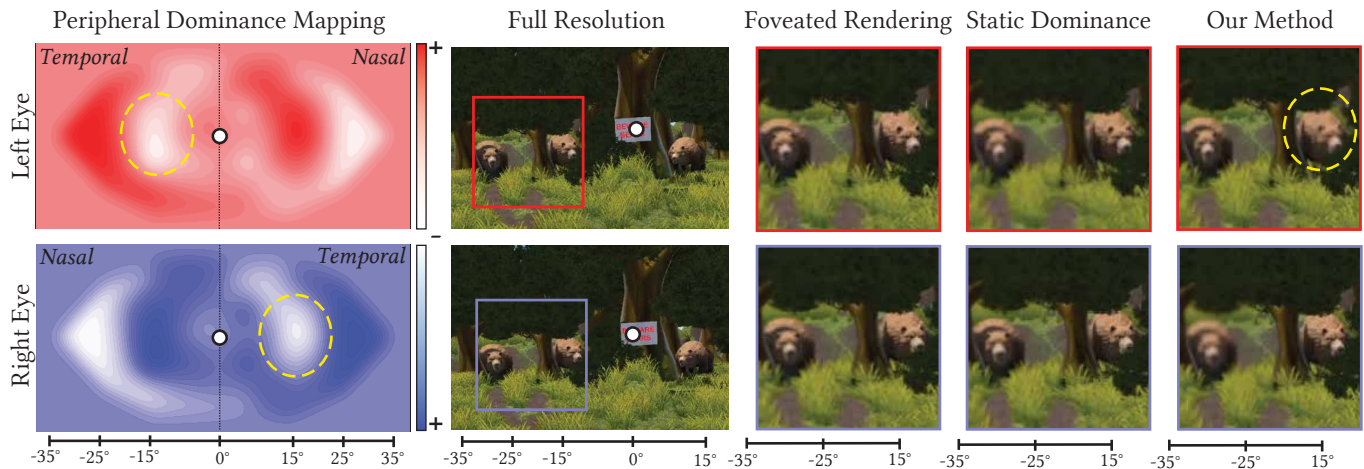 Peripheral Dominance Mapping
Full Resolution
Foveated Rendering
Static Dominance
Our Method
Left Eye
Temporal
Nasal
+
-
Right Eye
Nasal
Temporal
+
-35° -25° -15° 0° 15° 25° 35°
-35° -25° -15° 0° 15°
-35° -25° 15°
-35° -25° 15°
-35° -25° 15°